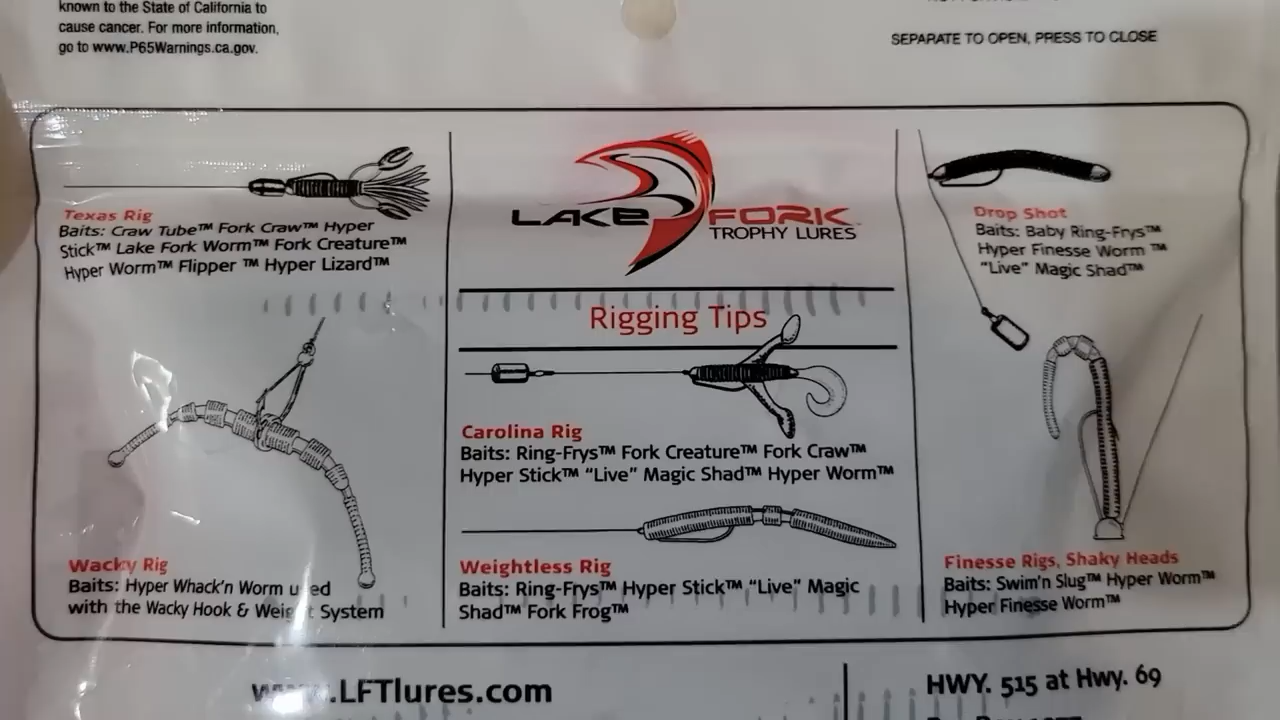 known to the State of California to
cause cancer. For more information,
go to www.P65Warnings.ca.gov.
SEPARATE TO OPEN, PRESS TO CLOSE
Texas Rig
Baits: Craw Tube™ Fork Craw™ Hyper
Stick™ Lake Fork Worm™ Fork Creature™
Hyper Worm™ Flipper ™ Hyper Lizard™
Wacky Rig
Baits: Hyper Whack'n Worm used
with the Wacky Hook & Weight System
LAKE FORK
TROPHY LURES
Rigging Tips
Carolina Rig
Baits: Ring-Frys™ Fork Creature™ Fork Craw™
Hyper Stick™ "Live" Magic Shad™ Hyper Worm™
Weightless Rig
Baits: Ring-Frys™ Hyper Stick™ "Live" Magic
Shad™ Fork Frog™
Drop Shot
Baits: Baby Ring-Frys™
Hyper Finesse Worm ™
"Live" Magic Shad™
Finesse Rigs, Shaky Heads
Baits: Swim'n Slug™ Hyper Worm™
Hyper Finesse Worm™
www.LFTlures.com
HWY. 515 at Hwy. 69